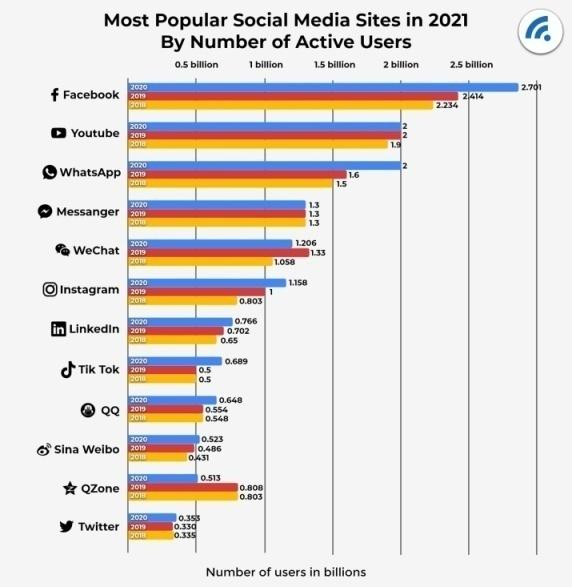 Most Popular Social Media Sites in 2021
By Number of Active Users
0.5 billion 1 billion 1.5 billion 2 billion 2.5 billion
2020 2.701
Facebook 2019 2.414
2018 2.234
2020 2
Youtube 2019 2
2018 1.9
2020 2
WhatsApp 2019 1.6
2018 1.5
2020 1.3
Messanger 2019 1.3
2018 1.3
2020 1.206
WeChat 2019 1.33
2018 1.058
2020 1.158
Instagram 2019 1
2018 0.803
2020 0.766
LinkedIn 2019 0.702
2018 0.65
2020 0.689
Tik Tok 2019 0.5
2018 0.5
2020 0.648
QQ 2019 0.554
2018 0.548
2020 0.523
Sina Weibo 2019 0.486
2018 0.431
2020 0.513
QZone 2019 0.808
2018 0.803
2020 0.353
Twitter 2019 0.330
2018 0.335
Number of users in billions